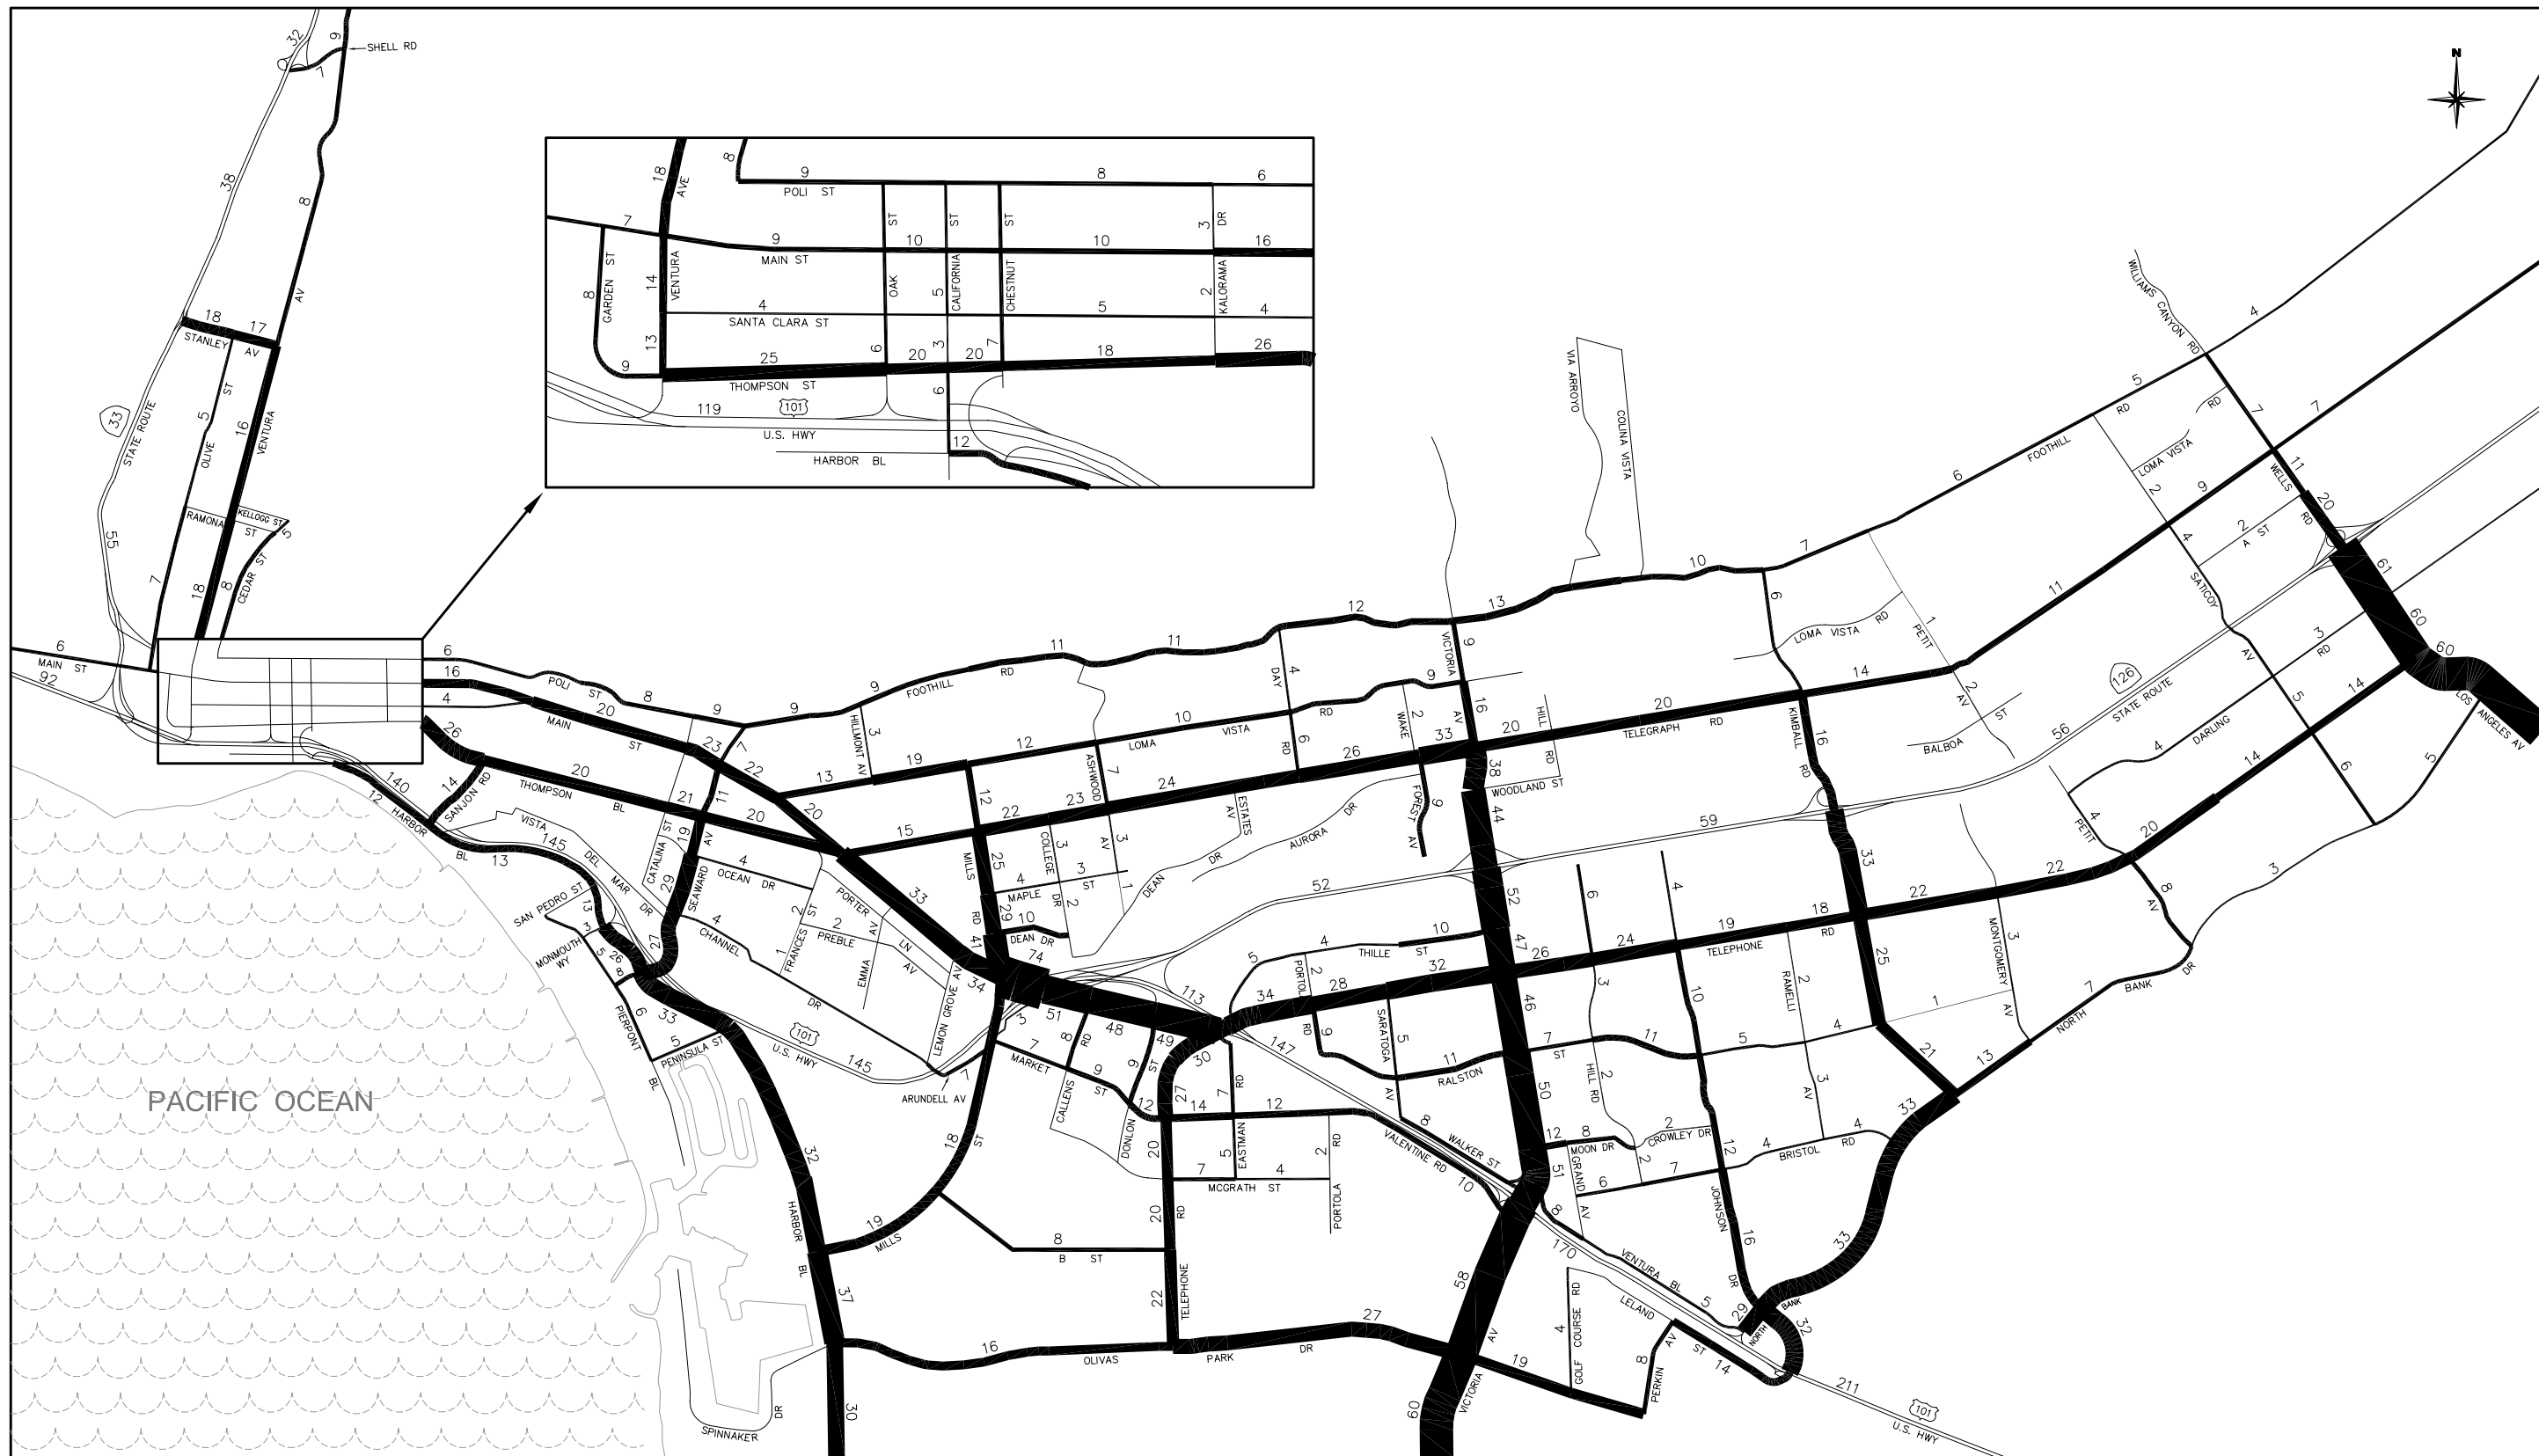 N
32
9
SHELL RD
7
38
8
AV
18
17
STANLEY
AV
33
STATE ROUTE
5
ST
OLIVE
16
VENTURA
RAMONA
ST
KELLOGG ST
5
55
7
18
8
CEDAR ST
18
AVE
8
9
POLI ST
8
6
7
9
MAIN ST
10
10
16
ST
ST
ST
3
DR
GARDEN ST
8
14
VENTURA
OAK
5
CALIFORNIA
CHESTNUT
2
KALORAMA
4
SANTA CLARA ST
5
4
13
9
25
THOMPSON ST
6
20
3
20
7
18
26
6
119
101
U.S. HWY
12
HARBOR BL
VIA ARROYO
COLINA VISTA
WILLIAMS CANYON RD
4
5
RD
FOOTHILL
6
7
10
RD
7
7
LOMA VISTA
2
9
11
WELLS
20
RD
2
A ST
4
SATICOY
AV
61
60
60
LOS ANGELES AV
3
RD
DARLING
4
5
14
14
6
5
6
MAIN ST
92
6
16
4
POLI ST
8
9
20
MAIN
ST
23
7
22
26
14
SANJON RD
20
THOMPSON
BL
21
11
20
20
140
12
HARBOR
BL
13
VISTA
DEL
MAR
DR
145
CATALINA ST
19
AV
29
SEAWARD
27
4
OCEAN DR
4
CHANNEL
DR
2
FRANCES ST
1
2
PREBLE
AV
EMMA
AV
PORTER
LN
33
34
LEMON GROVE AV
9
9
FOOTHILL
RD
11
11
12
13
HILLMONT AV
3
13
19
12
LOMA
VISTA
10
RD
9
DAY
4
RD
6
WAKE
2
VICTORIA
9
AV
16
33
26
24
23
22
15
ASHWOOD
7
AV
3
1
ESTATES
AV
AURORA
DR
FOREST AV
9
38
44
WOODLAND ST
HILL
RD
20
20
TELEGRAPH
RD
14
11
6
LOMA VISTA
RD
1
PETIT
2
AV
BALBOA
ST
KIMBALL
RD
16
126
STATE ROUTE
56
59
52
12
MILLS
RD
25
29
41
COLLEGE
DR
3
2
4
MAPLE
3
ST
10
DEAN DR
DEAN
DR
74
51
48
49
113
5
4
THILLE
ST
10
52
47
PORTOLA
RD
2
9
34
28
32
26
24
19
18
TELEPHONE
RD
22
22
20
6
4
33
25
PETIT
4
8
AV
3
MONTGOMERY
3
AV
1
RAMELLI
2
3
AV
7
NORTH
BANK
DR
13
21
33
33
10
3
HILL RD
2
2
46
50
7
ST
11
5
4
SARATOGA
5
AV
11
RALSTON
147
30
27
7
RD
EASTMAN
5
12
14
12
VALENTINE RD
10
8
WALKER ST
12
8
MOON DR
51
GRAND
AV
2
CROWLEY DR
6
7
4
BRISTOL
RD
4
12
JOHNSON
DR
16
3
7
MARKET
9
ST
CALLENS
RD
8
DONLON
ST
9
7
ARUNDELL AV
18
ST
20
7
MCGRATH ST
4
2
RD
PORTOLA
20
RD
TELEPHONE
22
19
MILLS
8
B ST
16
OLIVAS
PARK
DR
27
58
VICTORIA
AV
60
19
8
VENTURA
BL
5
170
4
GOLF COURSE RD
LELAND
ST
14
8
PERKIN
AV
29
NORTH
BANK
32
211
101
U.S. HWY
SAN PEDRO ST
13
3
MONMOUTH
WY
5
26
8
6
PIERPONT
BL
33
5
PENINSULA ST
101
U.S. HWY
145
32
HARBOR
BL
37
30
SPINNAKER
DR
PACIFIC OCEAN